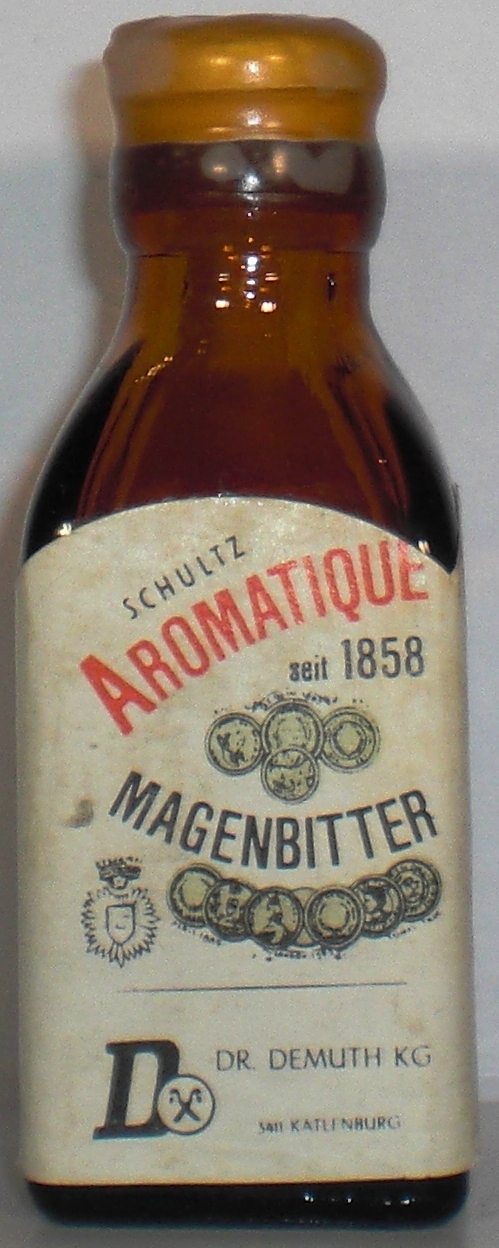 SCHULTZ
AROMATIQUE
seit 1858
MAGENBITTER
D
DR. DEMUTH KG
3411 KATLENBURG